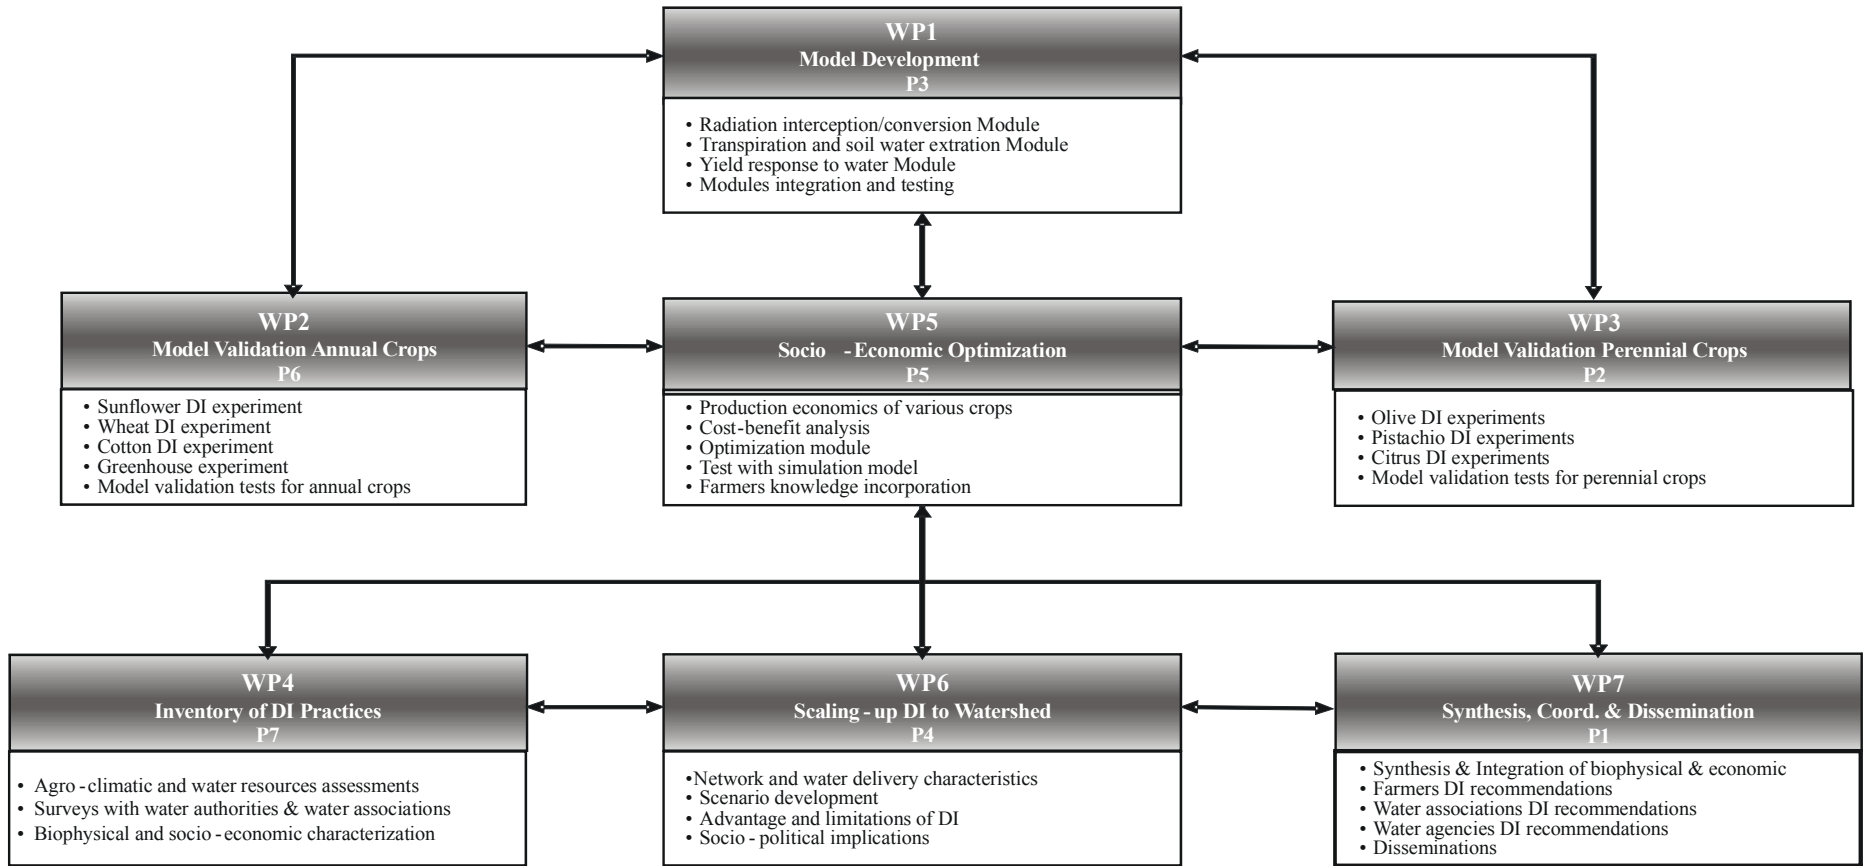 WP1
Model Development
P3
• Radiation interception/conversion Module
• Transpiration and soil water extration Module
• Yield response to water Module
• Modules integration and testing
WP2
Model Validation Annual Crops
P6
• Sunflower DI experiment
• Wheat DI experiment
• Cotton DI experiment
• Greenhouse experiment
• Model validation tests for annual crops
WP5
Socio -Economic Optimization
P5
• Production economics of various crops
• Cost-benefit analysis
• Optimization module
• Test with simulation model
• Farmers knowledge incorporation
WP3
Model Validation Perennial Crops
P2
• Olive DI experiments
• Pistachio DI experiments
• Citrus DI experiments
• Model validation tests for perennial crops
WP4
Inventory of DI Practices
P7
• Agro-climatic and water resources assessments
• Surveys with water authorities & water associations
• Biophysical and socio-economic characterization
WP6
Scaling-up DI to Watershed
P4
•Network and water delivery characteristics
• Scenario development
• Advantage and limitations of DI
• Socio-political implications
WP7
Synthesis, Coord. & Dissemination
P1
• Synthesis & Integration of biophysical & economic
• Farmers DI recommendations
• Water associations DI recommendations
• Water agencies DI recommendations
• Disseminations